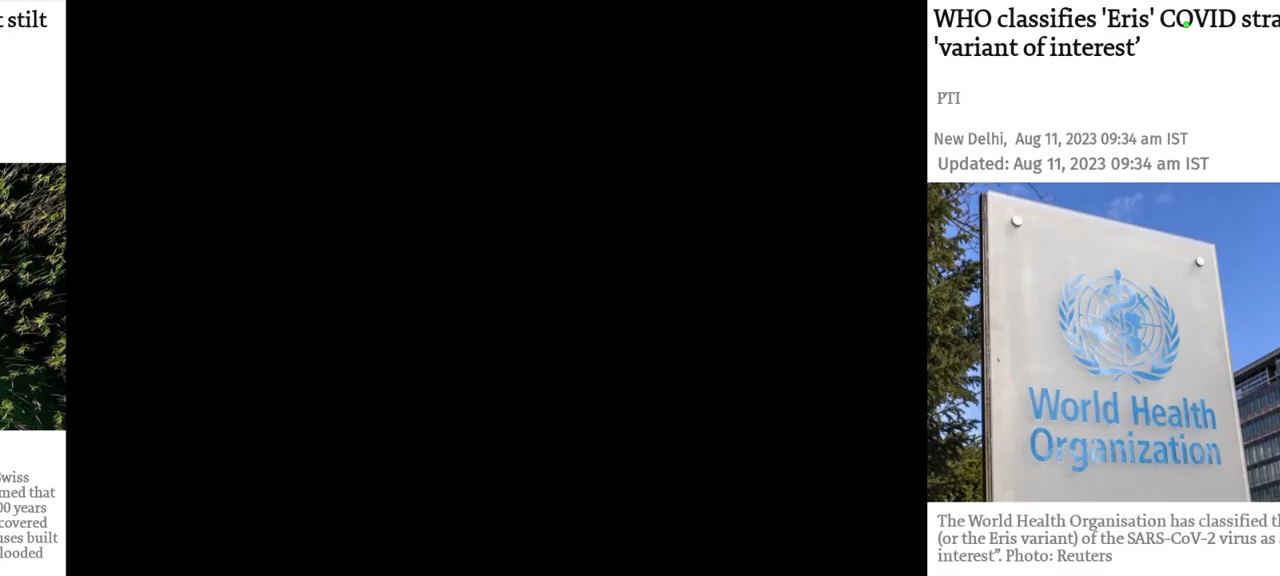 t stilt
Swiss
med that
00 years
covered
uses built
looded
WHO classifies 'Eris' COVID stra
'variant of interest’
PTI
New Delhi,  Aug 11, 2023 09:34 am IST
Updated: Aug 11, 2023 09:34 am IST
World Health
Organization
The World Health Organisation has classified th
(or the Eris variant) of the SARS-CoV-2 virus as
interest”. Photo: Reuters